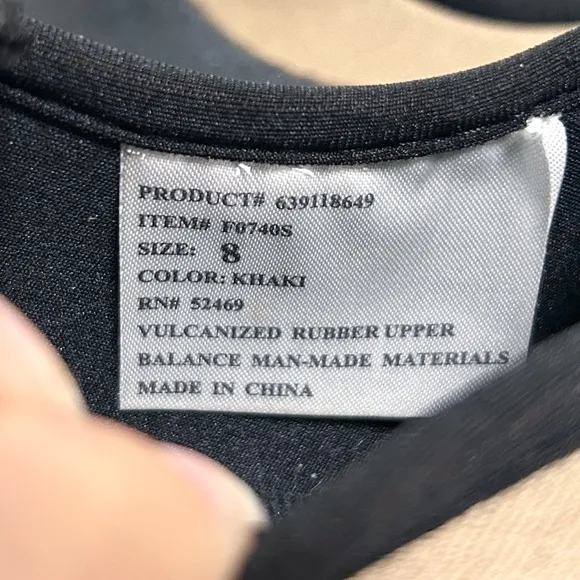 PRODUCT# 639118649
ITEM# F0740S
SIZE: 8
COLOR: KHAKI
RN# 52469
VULCANIZED RUBBER UPPER
BALANCE MAN-MADE MATERIALS
MADE IN CHINA